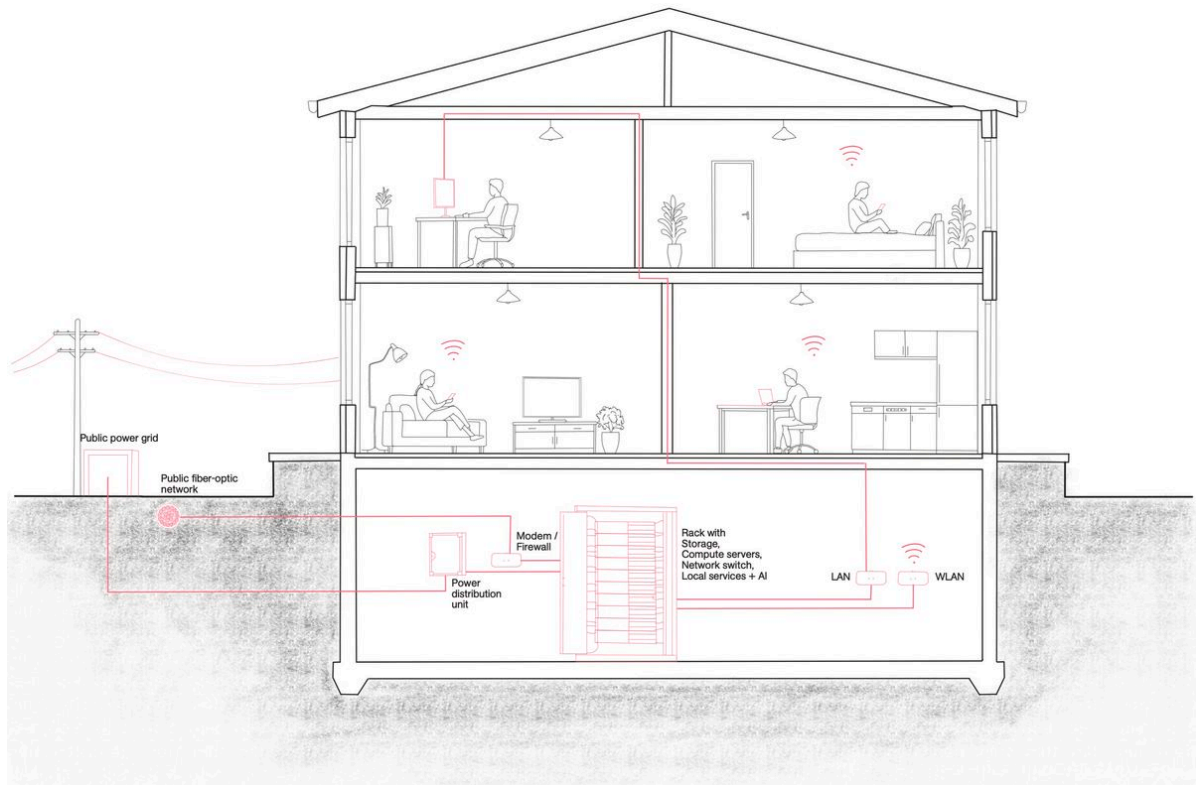 Public power grid
Public fiber-optic
network
Modem /
Firewall
Power
distribution
unit
Rack with
Storage,
Compute servers,
Network switch,
Local services + AI
LAN
WLAN